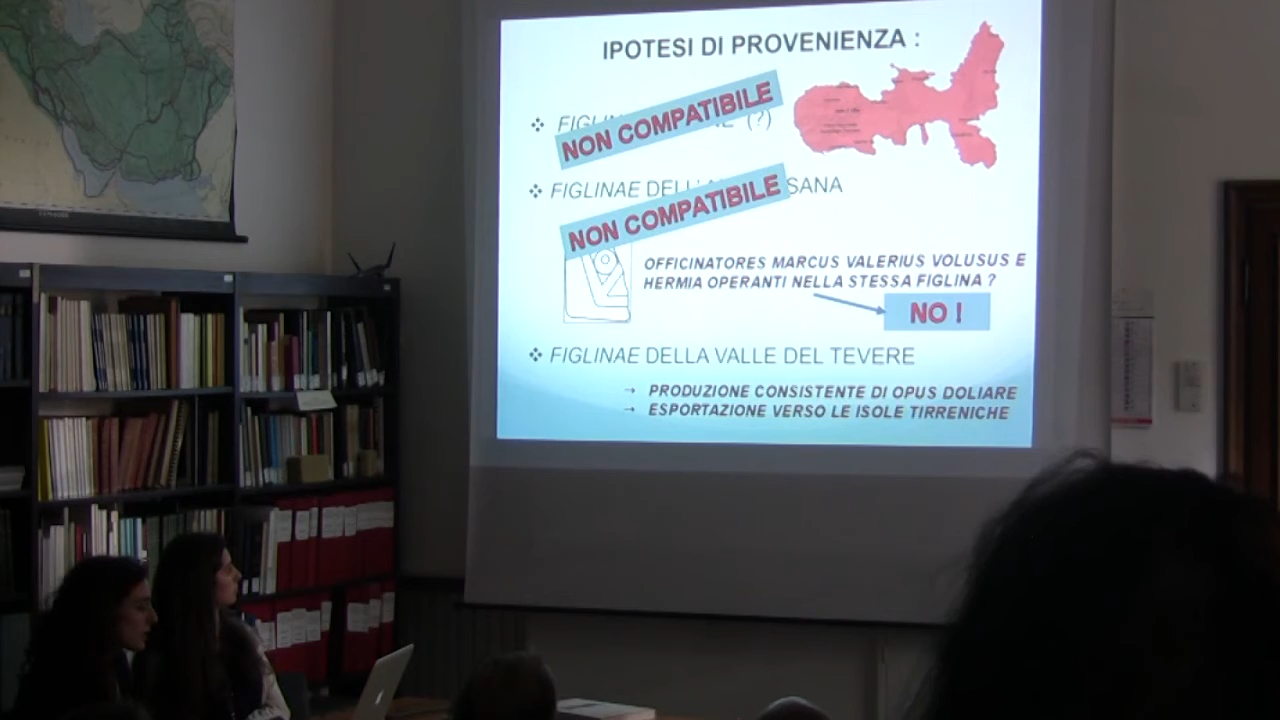 IPOTESI DI PROVENIENZA :
(?)
NON COMPATIBILE
FIGLINAE DELL'
SANA
NON COMPATIBILE
OFFICINATORES MARCUS VALERIUS VOLUSUS E
HERMIA OPERANTI NELLA STESSA FIGLINA ?
NO !
FIGLINAE DELLA VALLE DEL TEVERE
→ PRODUZIONE CONSISTENTE DI OPUS DOLIARE
→ ESPORTAZIONE VERSO LE ISOLE TIRRENICHE